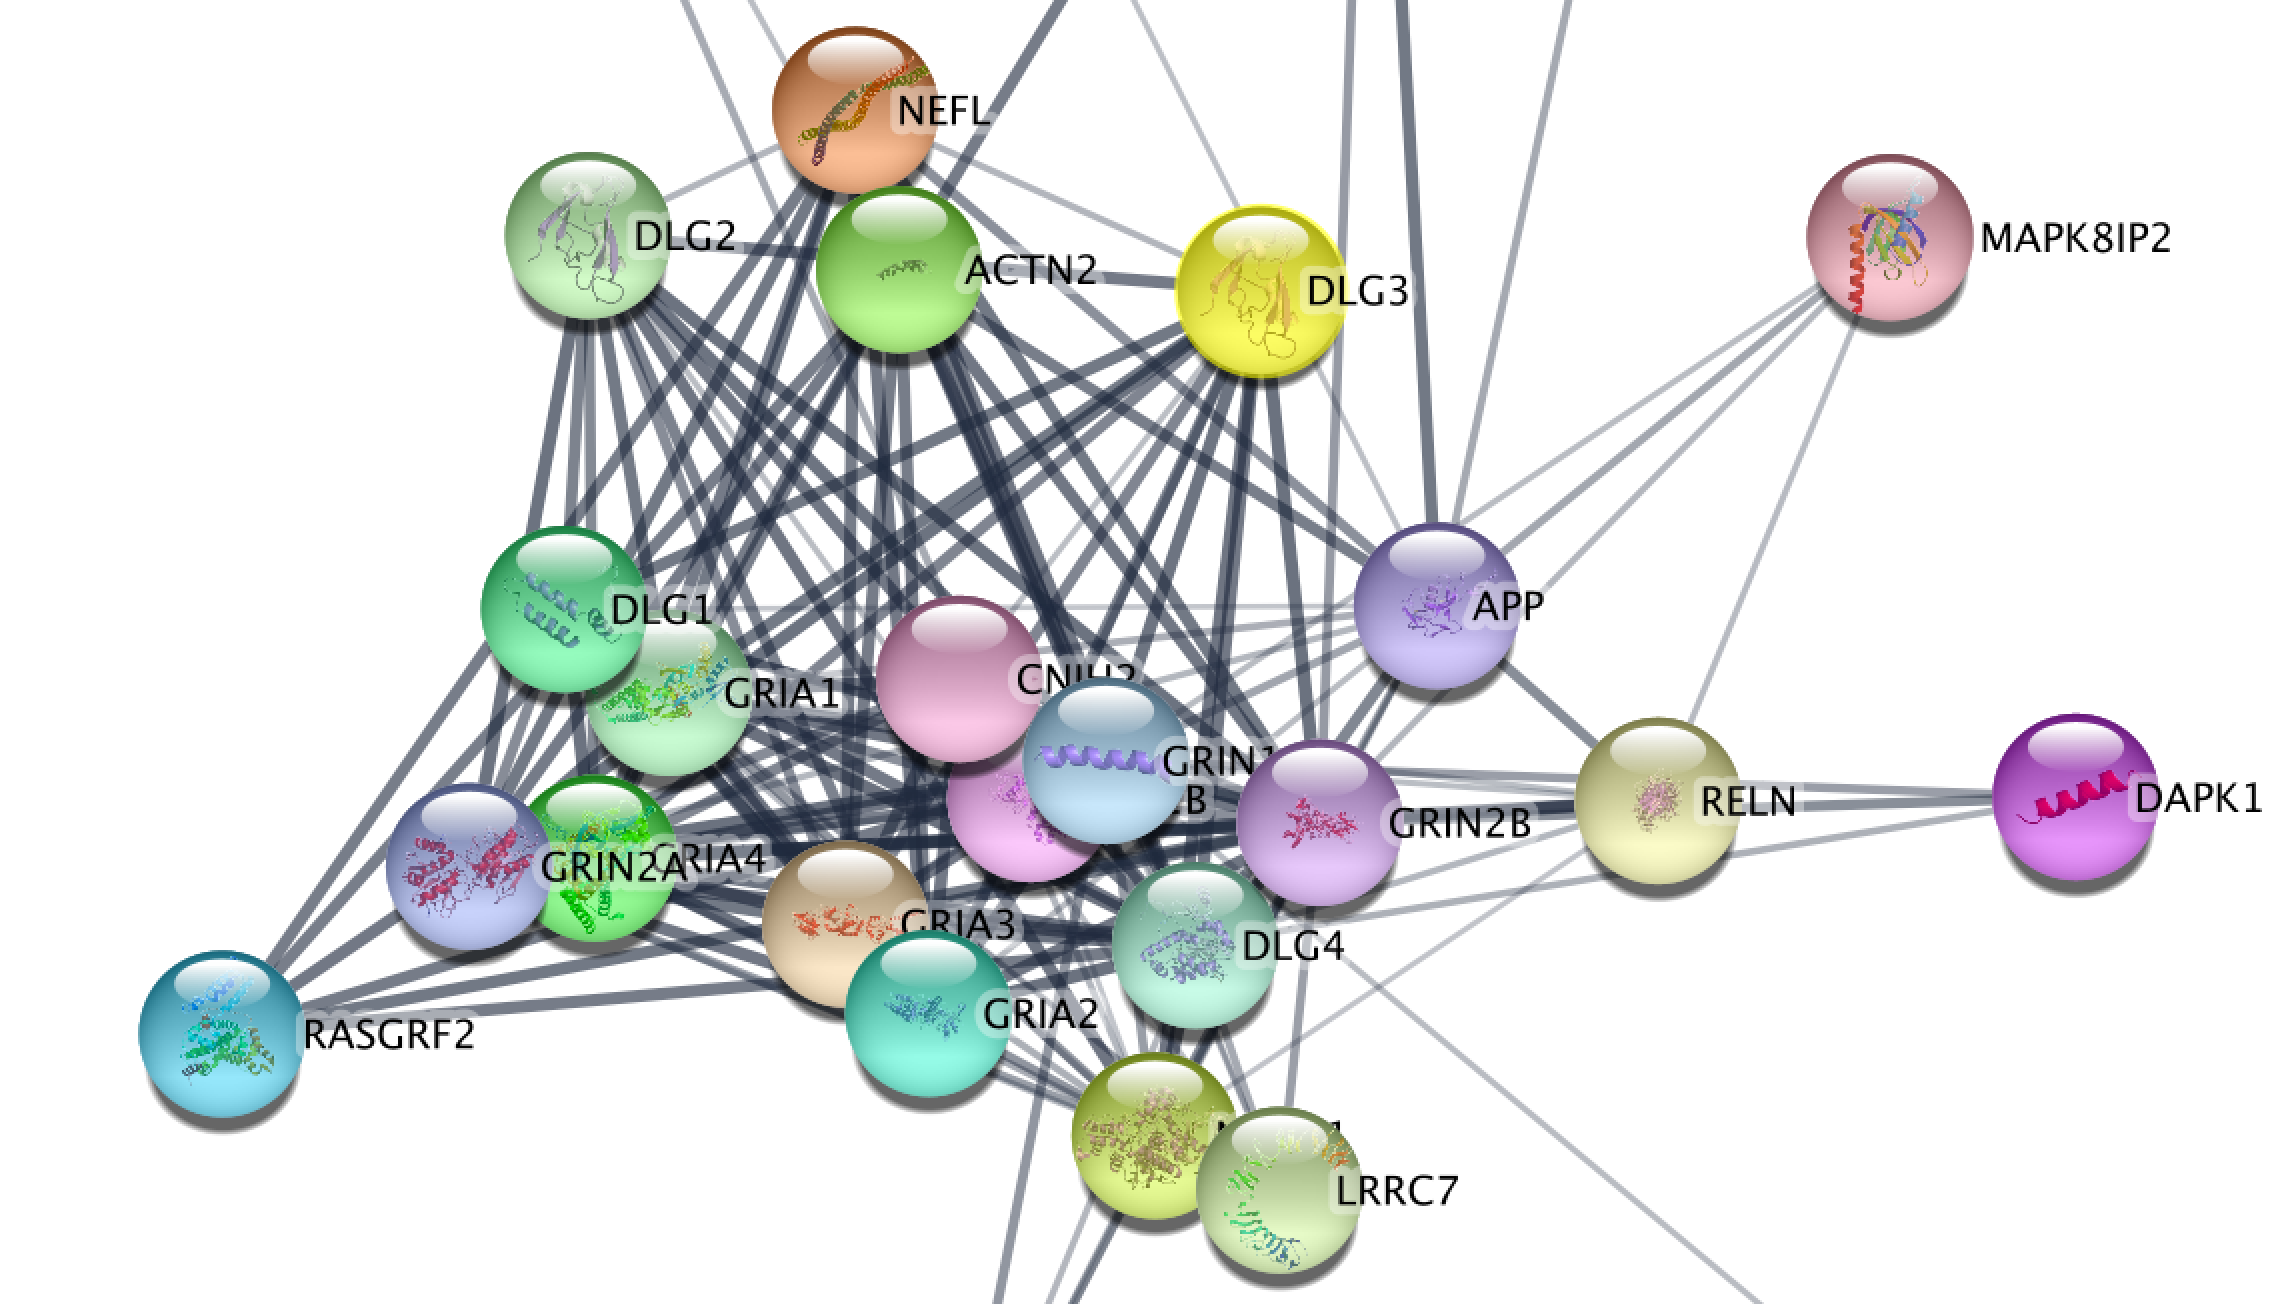 NEFL
DLG2
MAPK8IP2
ACTN2
DLG3
DLG1
APP
CNIH2
GRIA1
GRIN1
B
RELN
DAPK1
GRIN2B
GRIA4
GRIN2A
GRIA3
DLG4
GRIA2
RASGRF2
LRRC7